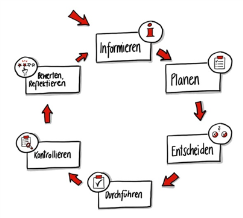 Informieren
Planen
Entscheiden
Durchführen
Kontrollieren
Bewerten,
Reflektieren